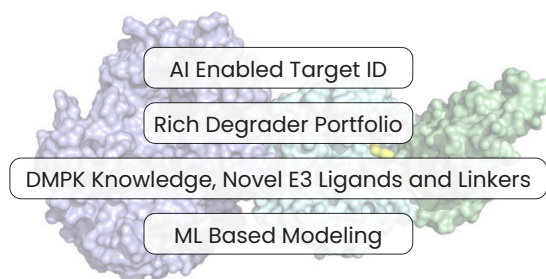 AI Enabled Target ID
Rich Degrader Portfolio
DMPK Knowledge, Novel E3 Ligands and Linkers
ML Based Modeling